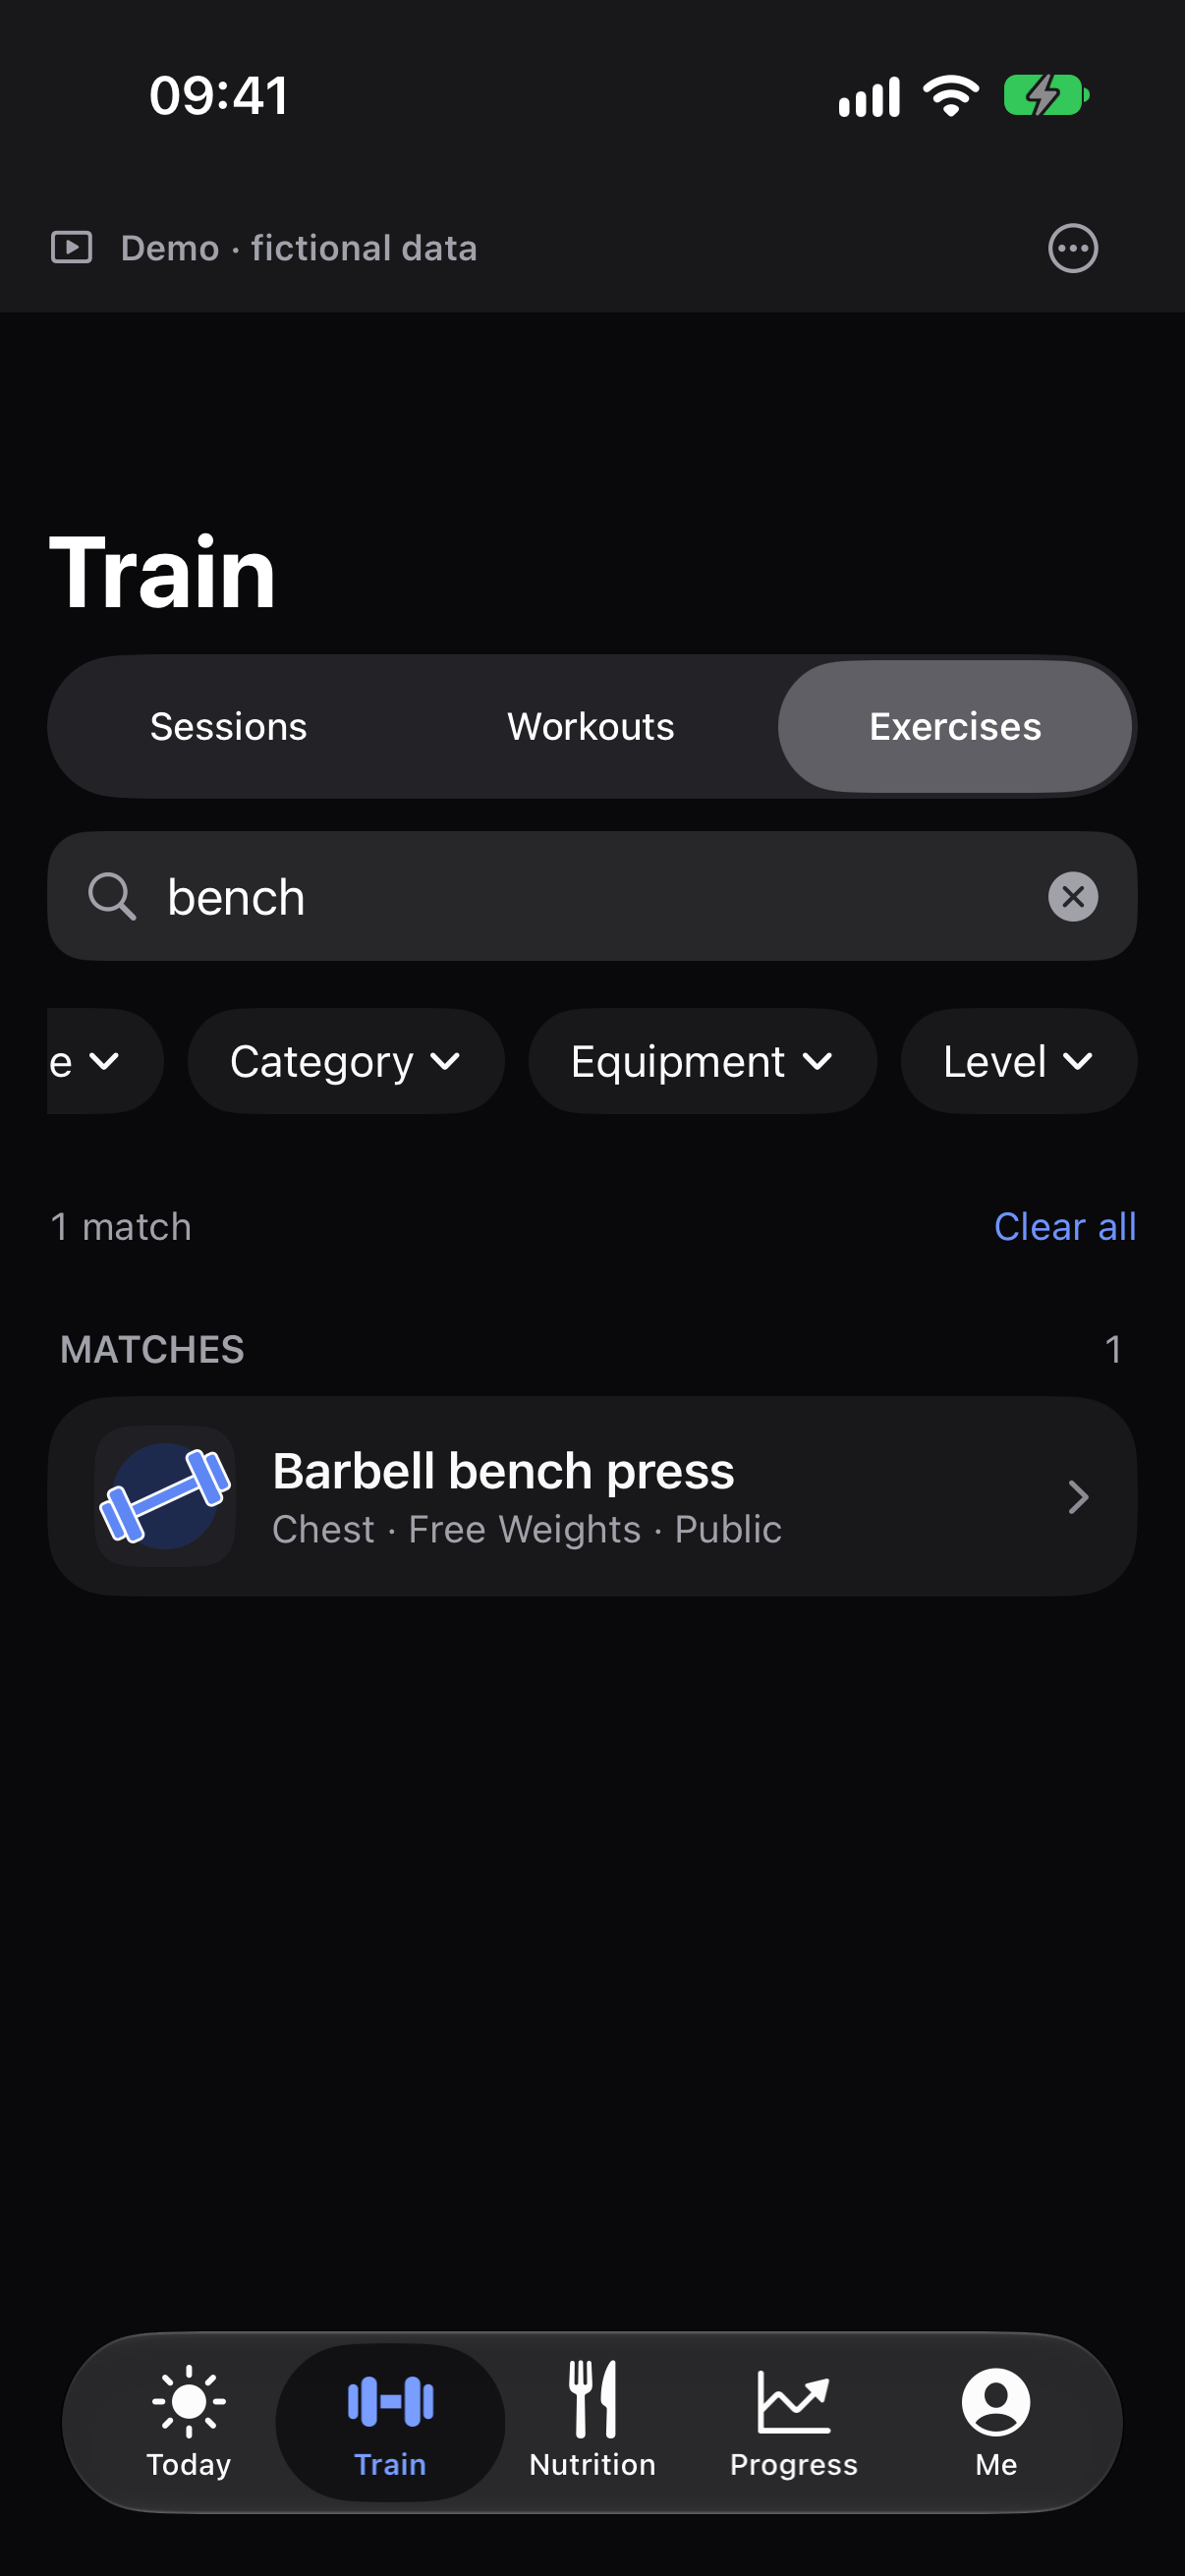 09:41
Demo · fictional data
Train
Sessions Workouts Exercises
bench
e Category Equipment Level
1 match Clear all
MATCHES 1
Barbell bench press
Chest · Free Weights · Public
Today Train Nutrition Progress Me